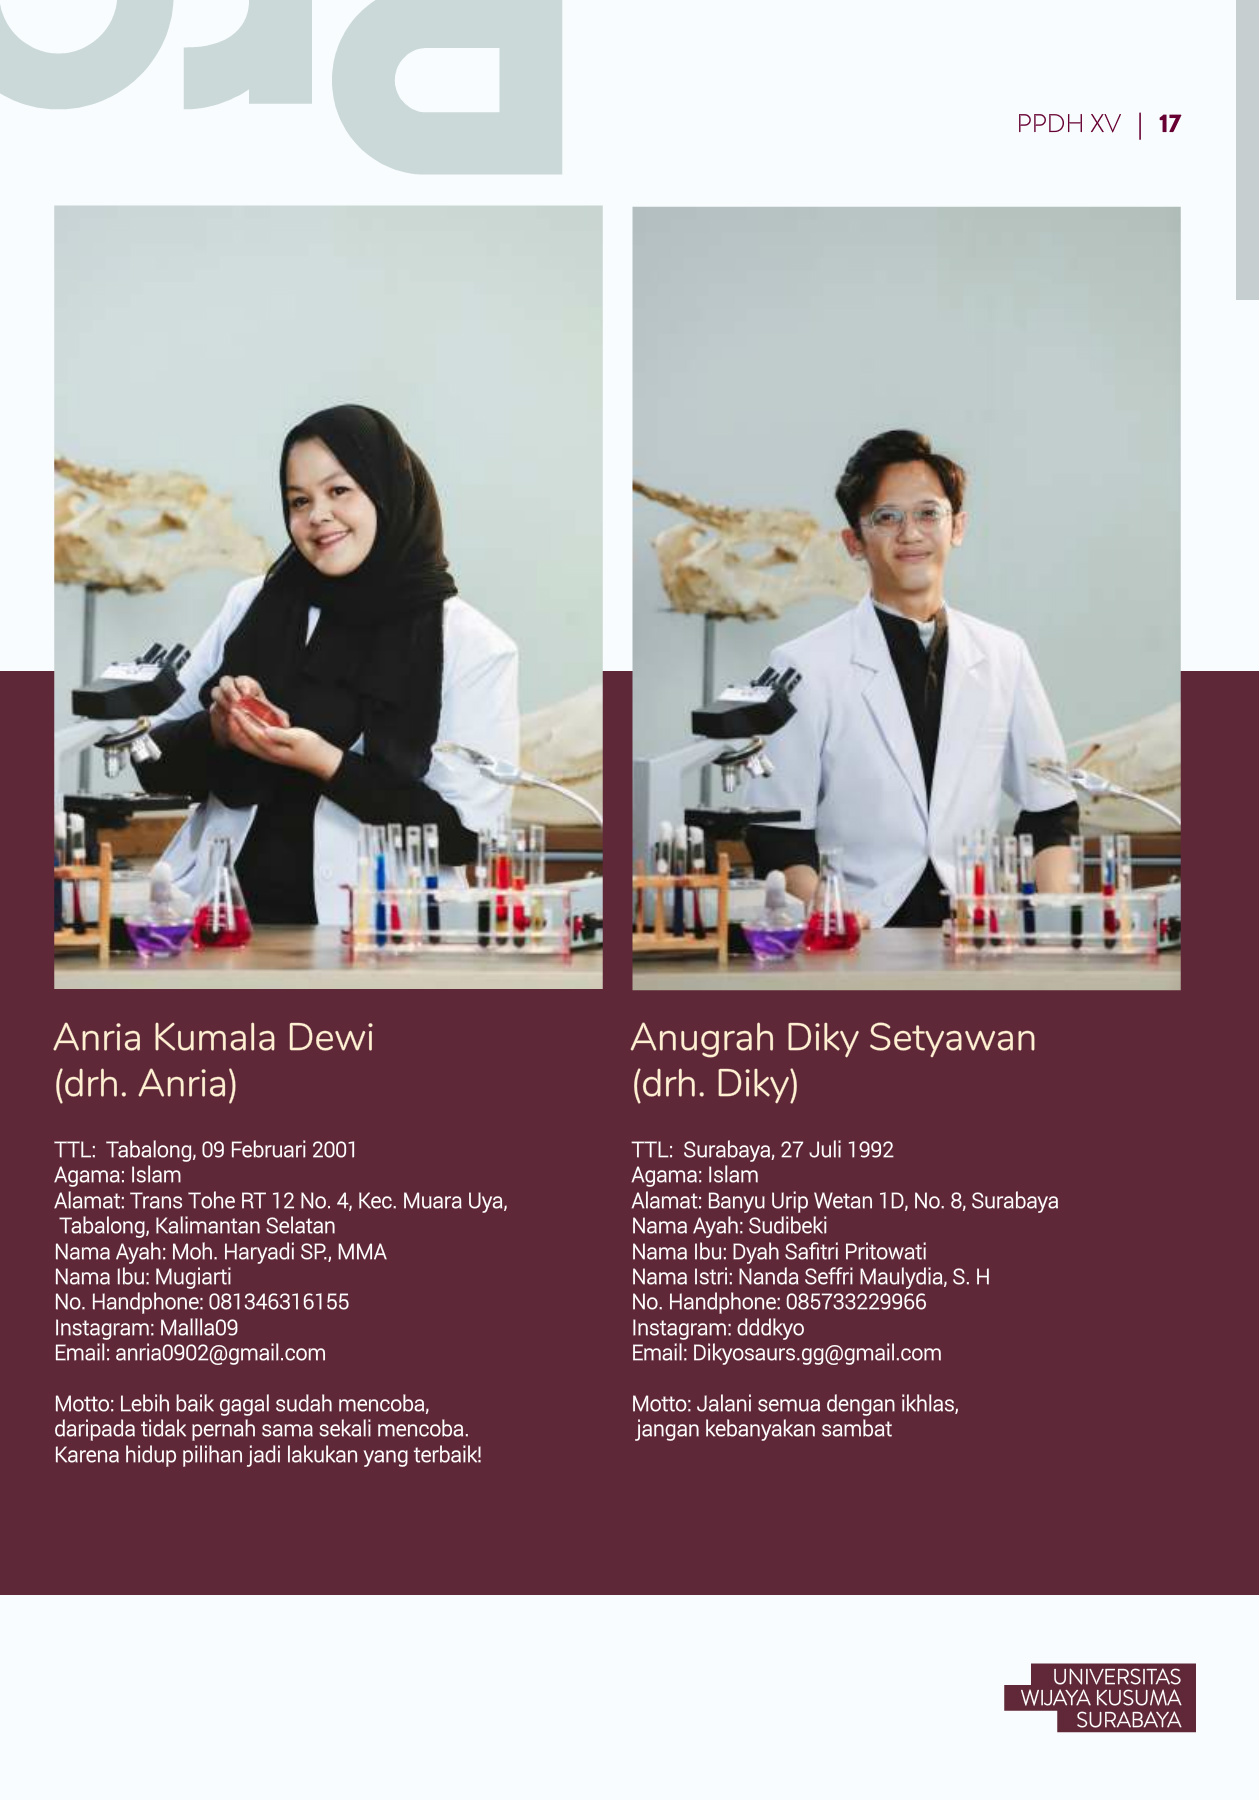 PPDH XV | 17
Anria Kumala Dewi
(drh. Anria)
TTL: Tabalong, 09 Februari 2001
Agama: Islam
Alamat: Trans Tohe RT 12 No. 4, Kec. Muara Uya,
Tabalong, Kalimantan Selatan
Nama Ayah: Moh. Haryadi SP., MMA
Nama Ibu: Mugiarti
No. Handphone: 081346316155
Instagram: Mallla09
Email: anria0902@gmail.com
Motto: Lebih baik gagal sudah mencoba,
daripada tidak pernah sama sekali mencoba.
Karena hidup pilihan jadi lakukan yang terbaik!
Anugrah Diky Setyawan
(drh. Diky)
TTL: Surabaya, 27 Juli 1992
Agama: Islam
Alamat: Banyu Urip Wetan 1D, No. 8, Surabaya
Nama Ayah: Sudibeki
Nama Ibu: Dyah Safitri Pritowati
Nama Istri: Nanda Seffri Maulydia, S. H
No. Handphone: 085733229966
Instagram: dddkyo
Email: Dikyosaurs.gg@gmail.com
Motto: Jalani semua dengan ikhlas,
jangan kebanyakan sambat
UNIVERSITAS
WIJAYA KUSUMA
SURABAYA